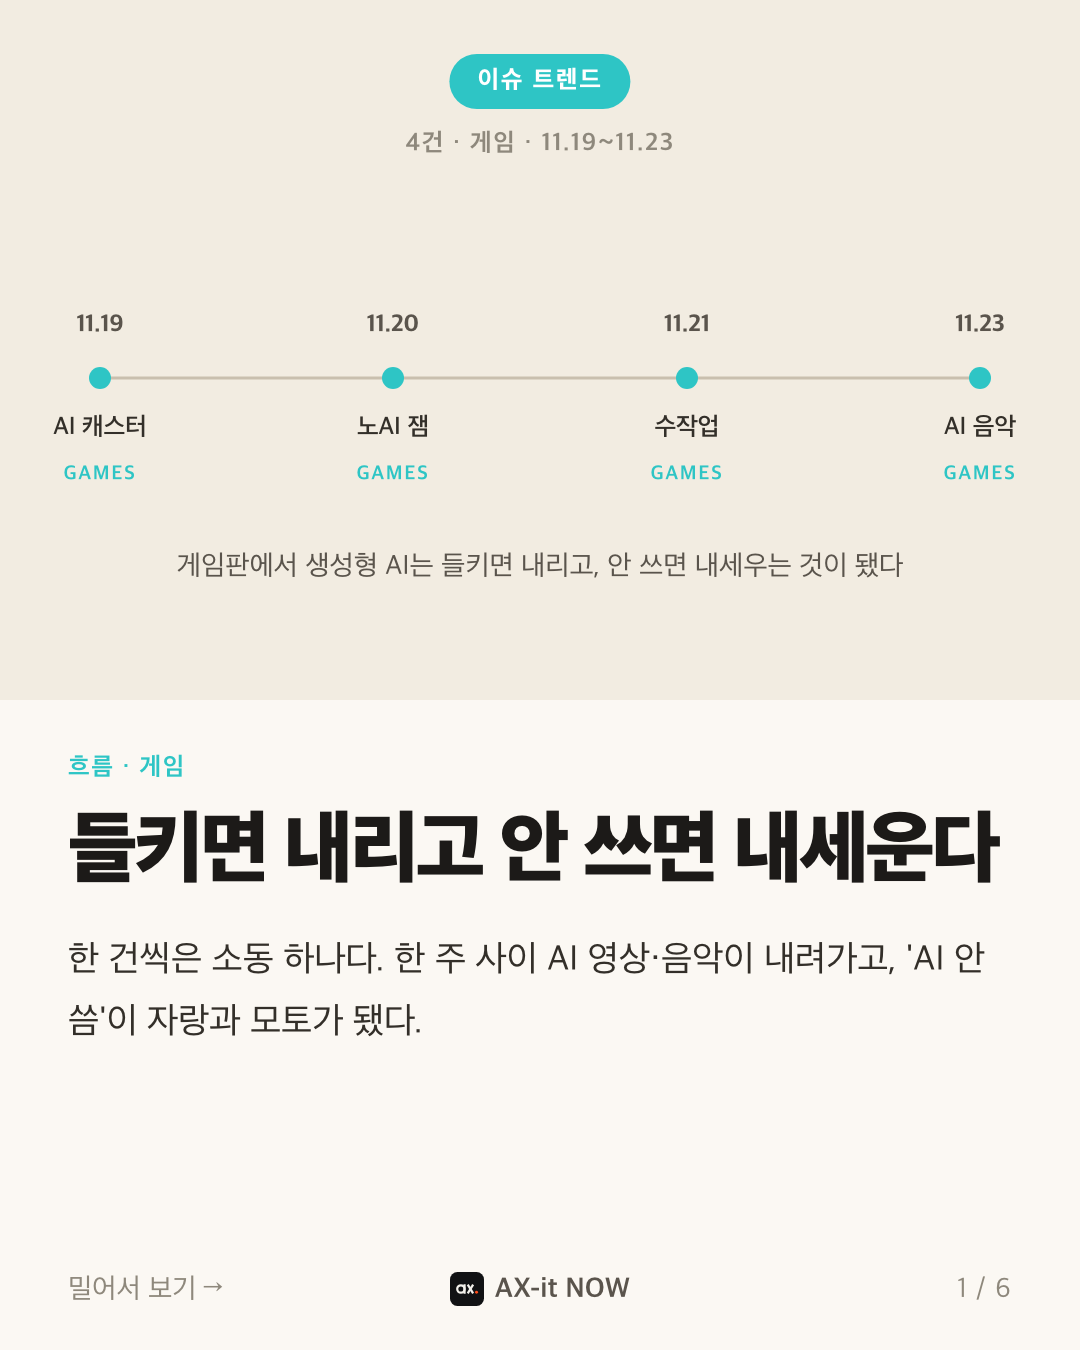 이슈 트렌드
4건 · 게임 · 11.19~11.23
11.19 11.20 11.21 11.23
AI 캐스터 노AI 잼 수작업 AI 음악
GAMES GAMES GAMES GAMES
게임판에서 생성형 AI는 들키면 내리고, 안 쓰면 내세우는 것이 됐다
흐름 · 게임
들키면 내리고 안 쓰면 내세운다
한 건씩은 소동 하나다. 한 주 사이 AI 영상·음악이 내려가고, 'AI 안
씀'이 자랑과 모토가 됐다.
밀어서 보기 → ax. AX-it NOW 1 / 6